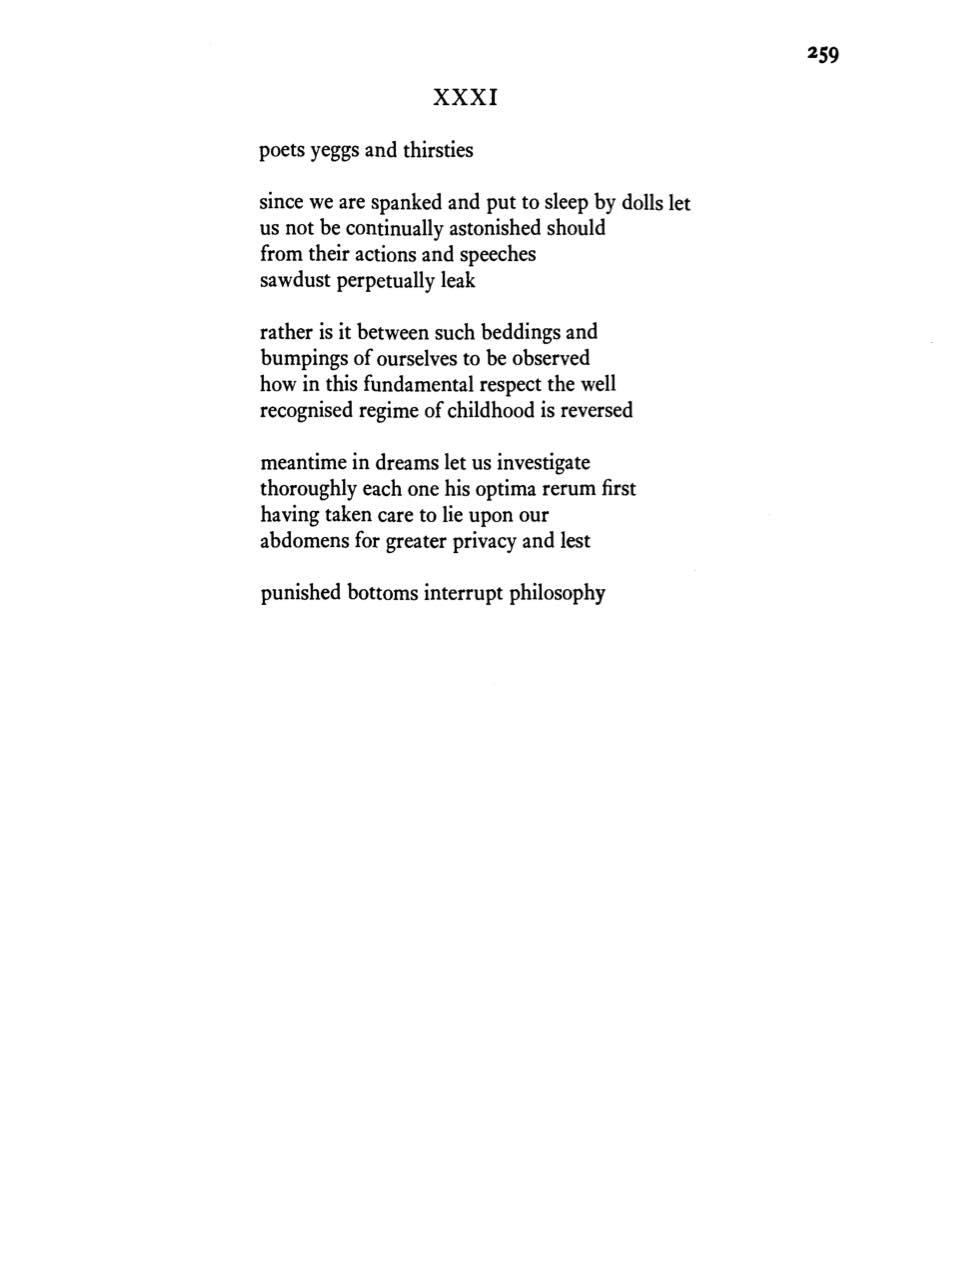 259
XXXI
poets yeggs and thirsties
since we are spanked and put to sleep by dolls let
us not be continually astonished should
from their actions and speeches
sawdust perpetually leak
rather is it between such beddings and
bumpings of ourselves to be observed
how in this fundamental respect the well
recognised regime of childhood is reversed
meantime in dreams let us investigate
thoroughly each one his optima rerum first
having taken care to lie upon our
abdomens for greater privacy and lest
punished bottoms interrupt philosophy